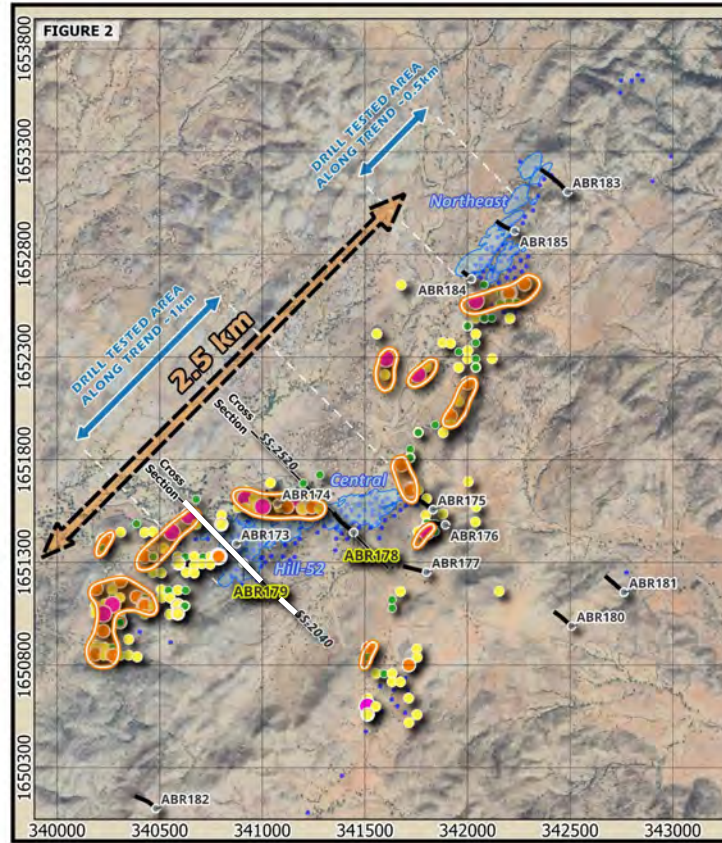 FIGURE 2
1653800
1653300
1652800
1652300
1651800
1651300
1650800
1650300
DRILL TESTED AREA
ALONG TREND ~0.5km
ABR183
Northeast
ABR185
ABR184
DRILL TESTED AREA
ALONG TREND ~1km
2.5 km
Cross
Section
SS-2520
Cross
Section
Central
ABR174
ABR175
ABR173
ABR176
ABR178
ABR177
Hill-52
ABR179
ABR181
SS-2040
ABR180
ABR182
340000 340500 341000 341500 342000 342500 343000